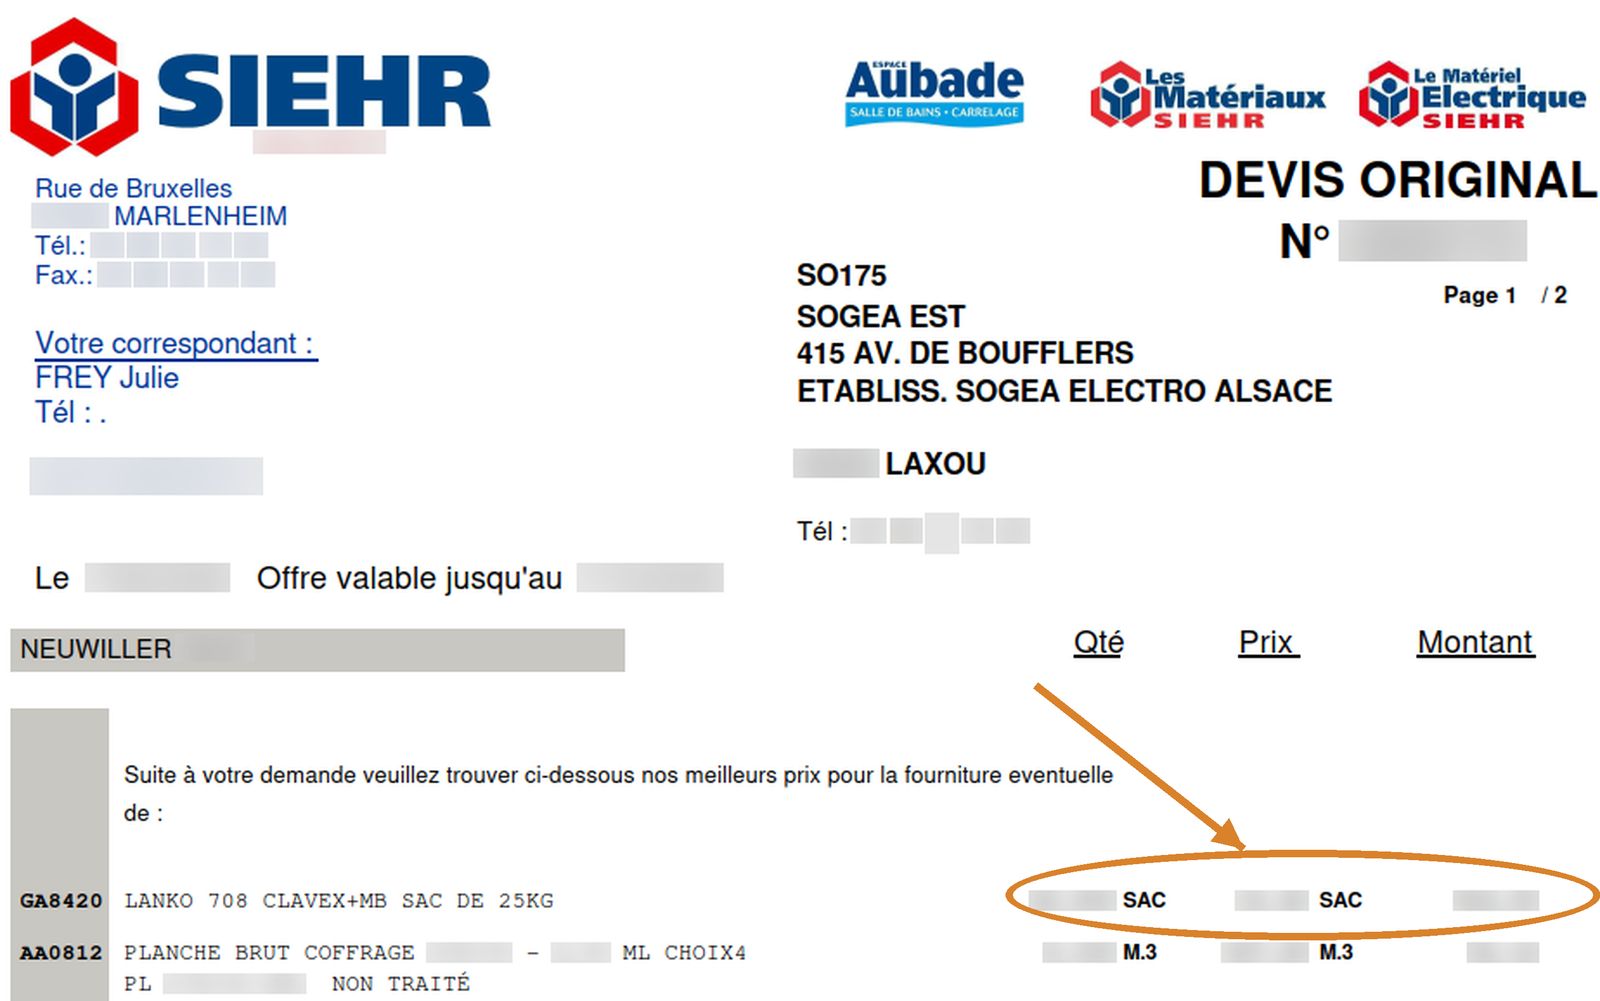 SIEHR
ESPACE
Aubade
SALLE DE BAINS • CARRELAGE
Les
Matériaux
SIEHR
Le Matériel
Electrique
SIEHR
DEVIS ORIGINAL
N°
Rue de Bruxelles
MARLENHEIM
Tél.:
Fax.:
SO175
Page 1 / 2
SOGEA EST
415 AV. DE BOUFFLERS
ETABLISS. SOGEA ELECTRO ALSACE
Votre correspondant :
FREY Julie
Tél : .
LAXOU
Tél :
Le Offre valable jusqu'au
NEUWILLER Qté Prix Montant
Suite à votre demande veuillez trouver ci-dessous nos meilleurs prix pour la fourniture eventuelle
de :
GA8420 LANKO 708 CLAVEX+MB SAC DE 25KG SAC SAC
AA0812 PLANCHE BRUT COFFRAGE - ML CHOIX4 M.3 M.3
PL NON TRAITÉ